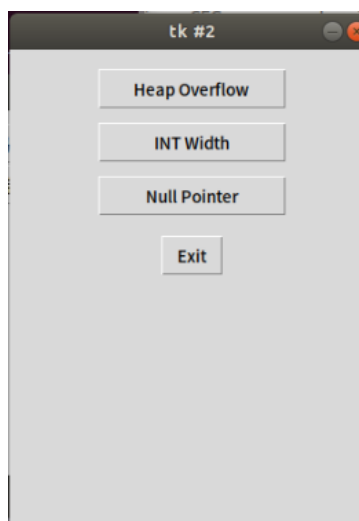 tk #2
Heap Overflow
INT Width
Null Pointer
Exit